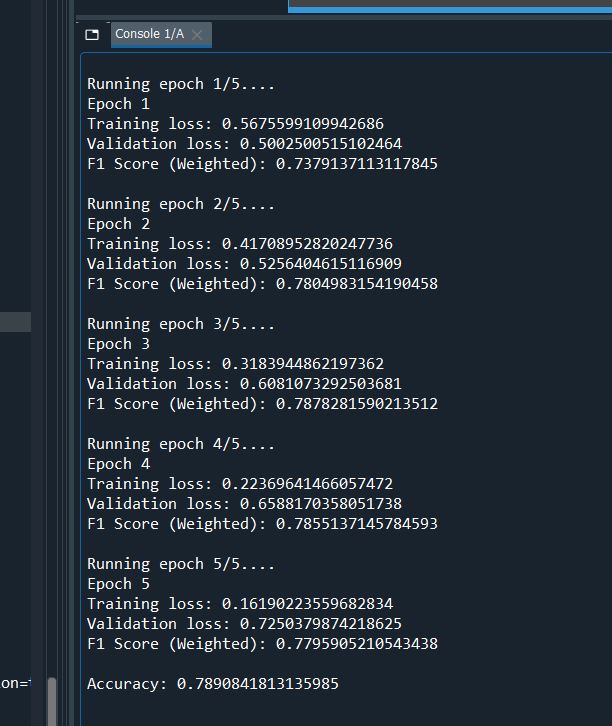 Console 1/A
Running epoch 1/5....
Epoch 1
Training loss: 0.5675599109942686
Validation loss: 0.5002500515102464
F1 Score (Weighted): 0.7379137113117845
Running epoch 2/5....
Epoch 2
Training loss: 0.41708952820247736
Validation loss: 0.5256404615116909
F1 Score (Weighted): 0.7804983154190458
Running epoch 3/5....
Epoch 3
Training loss: 0.3183944862197362
Validation loss: 0.6081073292503681
F1 Score (Weighted): 0.7878281590213512
Running epoch 4/5....
Epoch 4
Training loss: 0.22369641466057472
Validation loss: 0.6588170358051738
F1 Score (Weighted): 0.7855137145784593
Running epoch 5/5....
Epoch 5
Training loss: 0.16190223559682834
Validation loss: 0.7250379874218625
F1 Score (Weighted): 0.7795905210543438
Accuracy: 0.7890841813135985